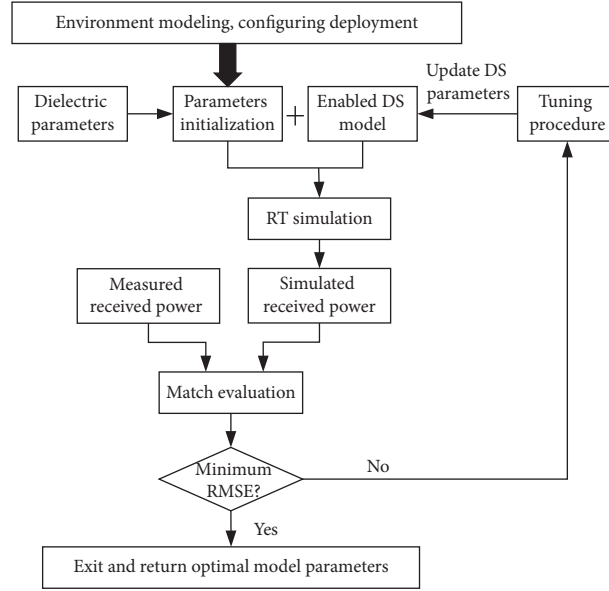 Environment modeling, configuring deployment
Dielectric
parameters
Parameters
initialization
+
Enabled DS
model
Update DS
parameters
Tuning
procedure
RT simulation
Measured
received power
Simulated
received power
Match evaluation
Minimum
RMSE?
No
Yes
Exit and return optimal model parameters